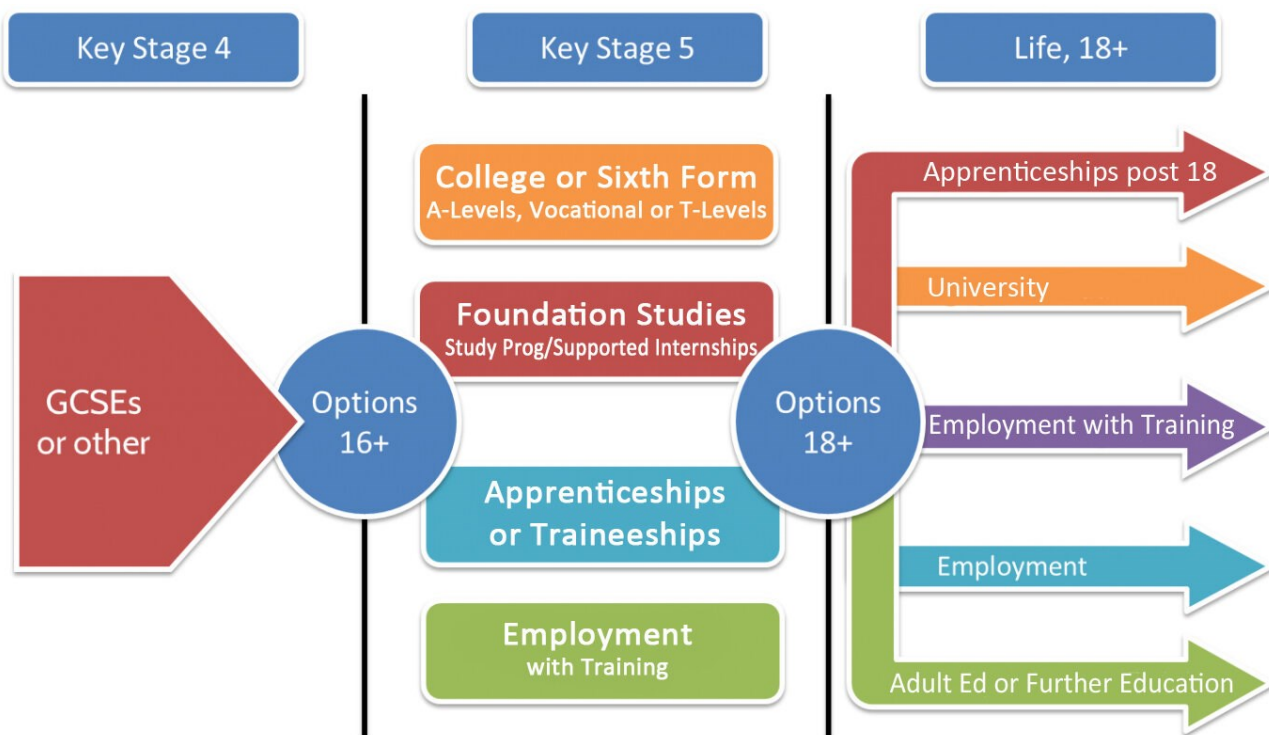 Key Stage 4
Key Stage 5
Life, 18+
GCSEs
or other
Options
16+
College or Sixth Form
A-Levels, Vocational or T-Levels
Foundation Studies
Study Prog/Supported Internships
Apprenticeships
or Traineeships
Employment
with Training
Options
18+
Apprenticeships post 18
University
Employment with Training
Employment
Adult Ed or Further Education